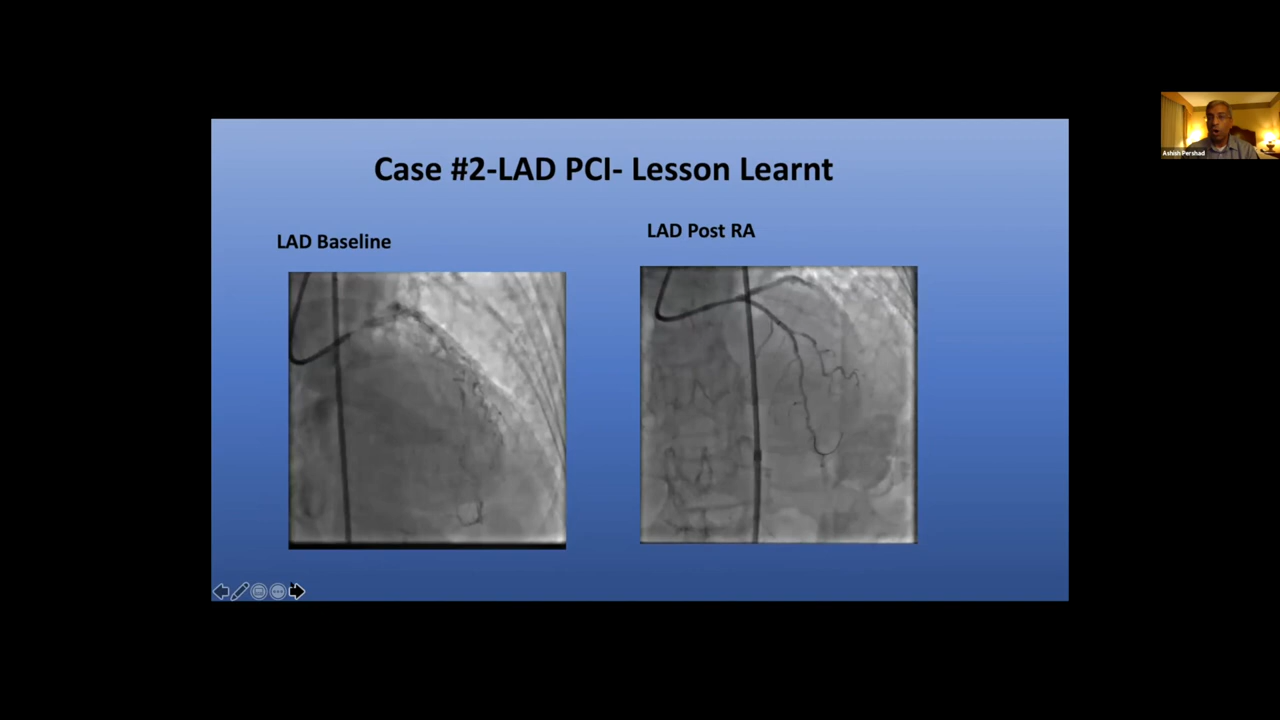 Case #2-LAD PCI- Lesson Learnt
LAD Baseline
LAD Post RA
Ashish Pershad